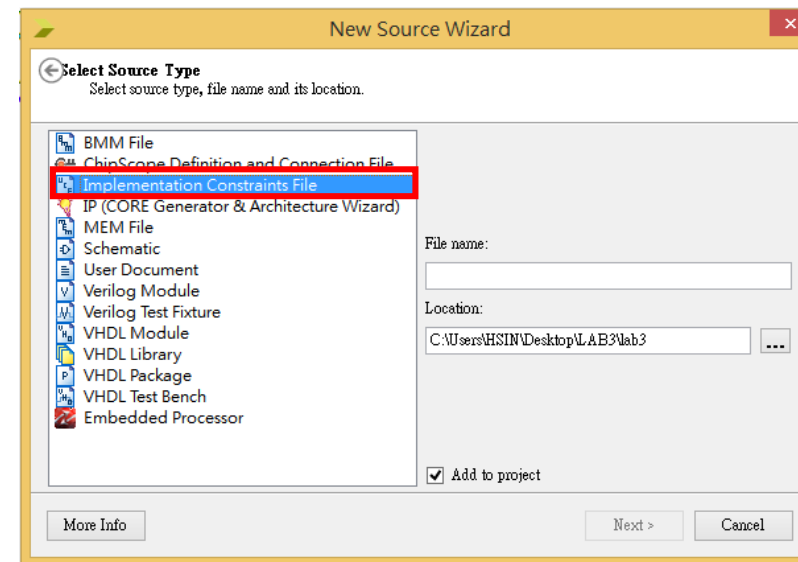 New Source Wizard
Select Source Type
Select source type, file name and its location.
BMM File
ChipScope Definition and Connection File
Implementation Constraints File
IP (CORE Generator & Architecture Wizard)
MEM File
Schematic
User Document
Verilog Module
Verilog Test Fixture
VHDL Module
VHDL Library
VHDL Package
VHDL Test Bench
Embedded Processor
File name:
Location:
C:\Users\HSIN\Desktop\LAB3\lab3
...
Add to project
More Info
Next >
Cancel